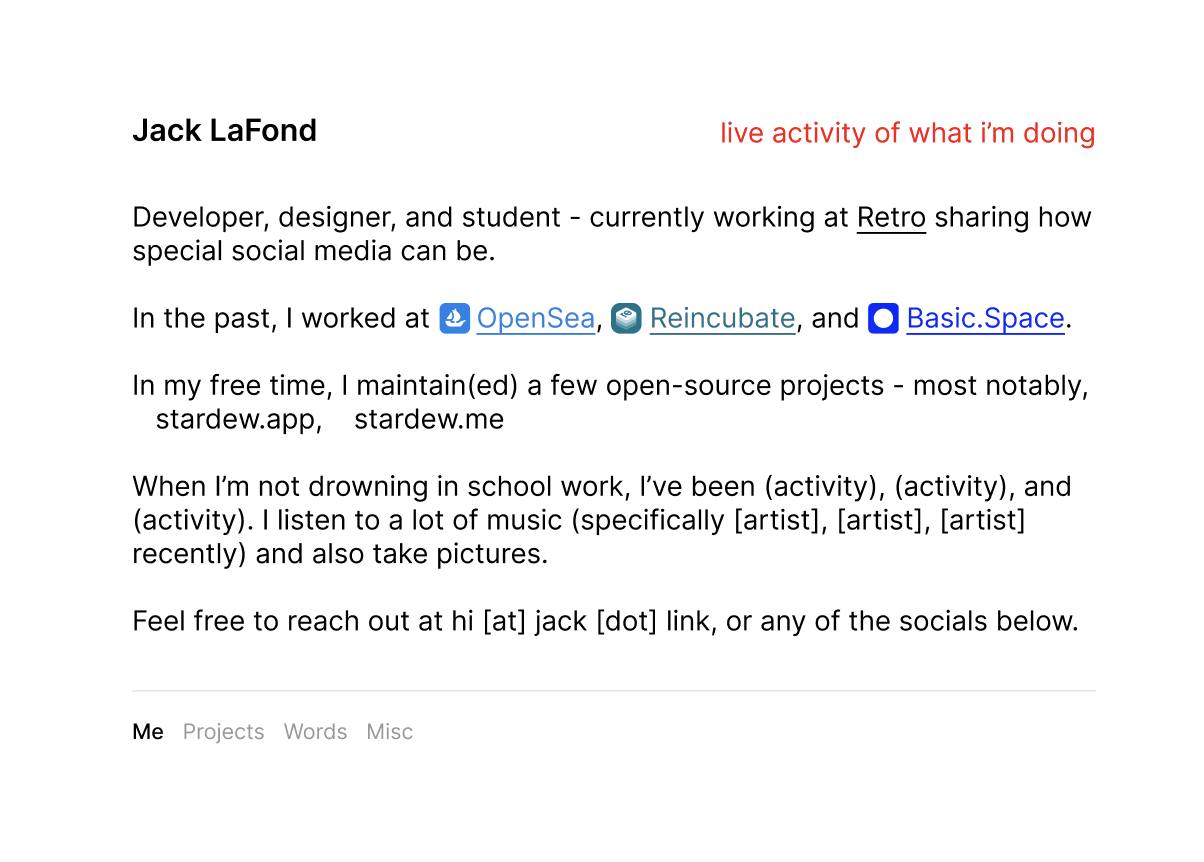 Jack LaFond
live activity of what i’m doing
Developer, designer, and student - currently working at Retro sharing how
special social media can be.
In the past, I worked at OpenSea, Reincubate, and Basic.Space.
In my free time, I maintain(ed) a few open-source projects - most notably,
stardew.app, stardew.me
When I’m not drowning in school work, I’ve been (activity), (activity), and
(activity). I listen to a lot of music (specifically [artist], [artist], [artist]
recently) and also take pictures.
Feel free to reach out at hi [at] jack [dot] link, or any of the socials below.
Me Projects Words Misc